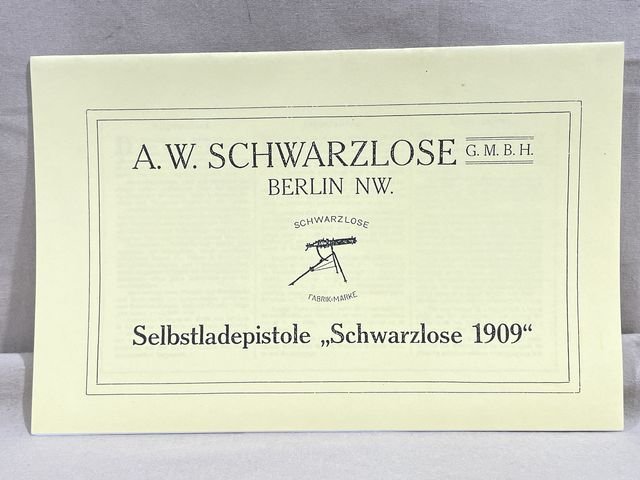 A. W. SCHWARZLOSE G. M. B. H.
BERLIN NW.
SCHWARZLOSE
FABRIK-MARKE
Selbstladepistole „Schwarzlose 1909“